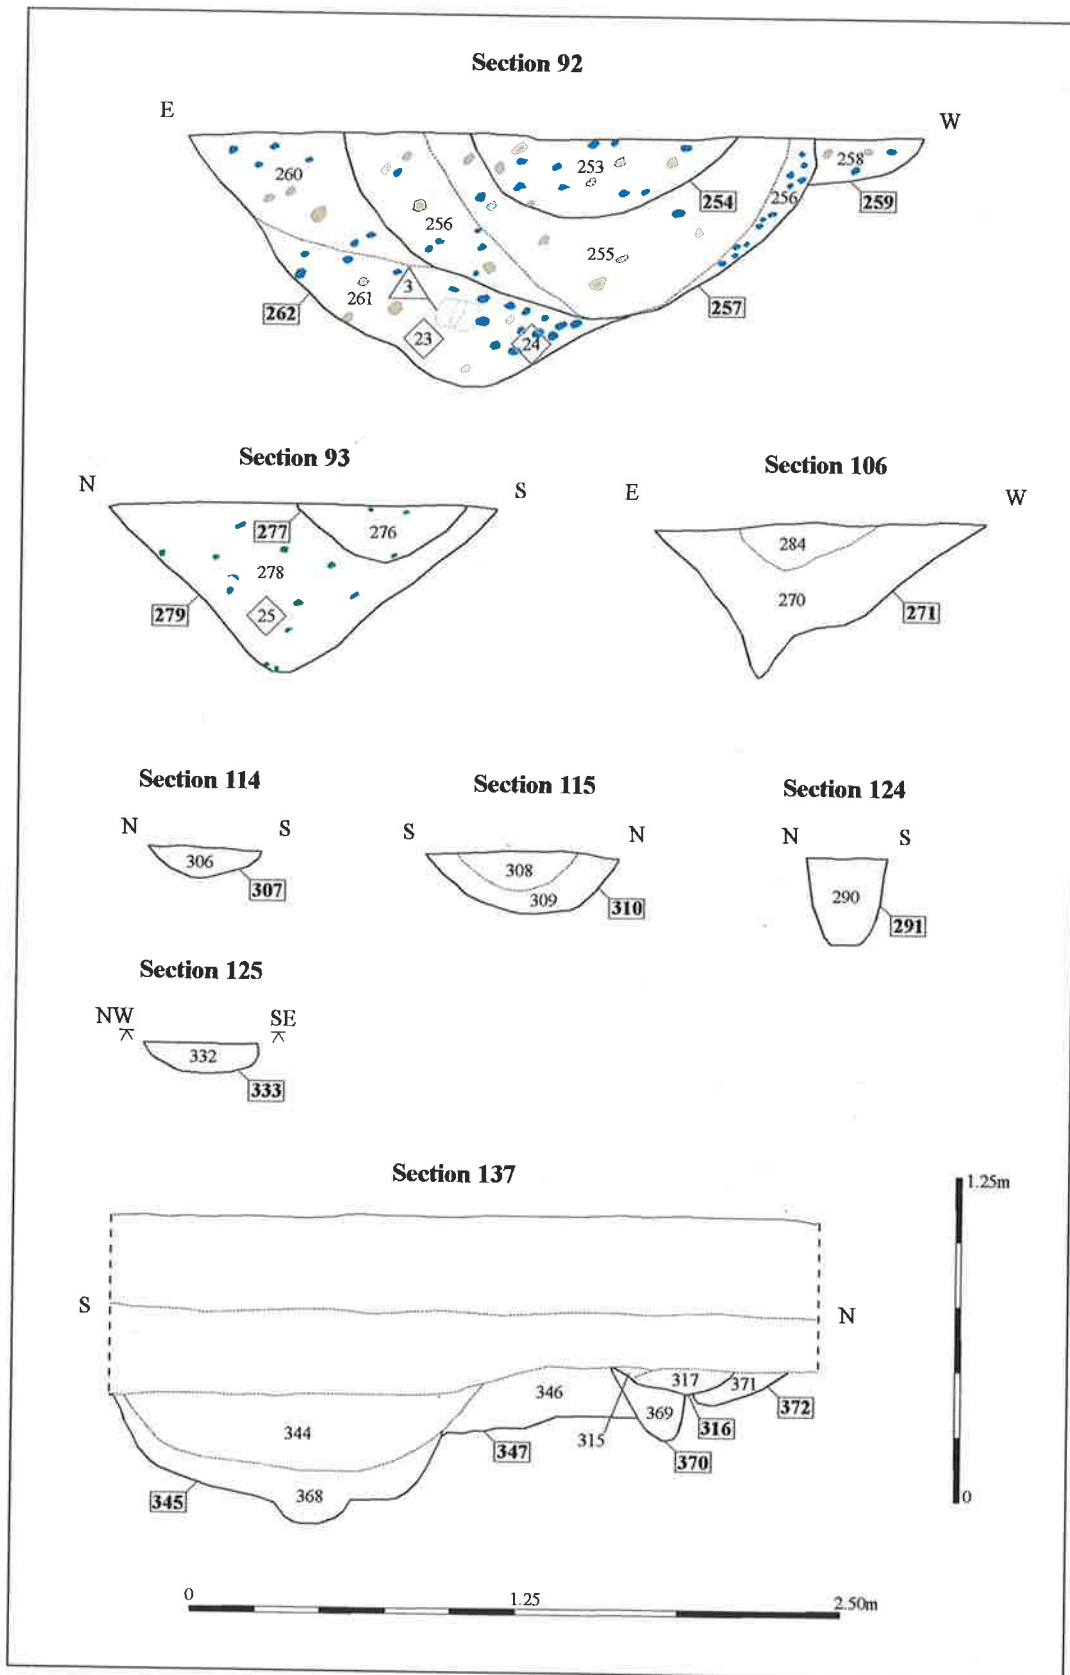 Section 92
E
W
260
253
258
256
254
256
259
255
3
261
262
257
23
24
Section 93
N
S
277
276
278
279
25
Section 106
E
W
284
270
271
Section 114
N
S
306
307
Section 115
S
N
308
309
310
Section 124
N
S
290
291
Section 125
NW
SE
332
333
Section 137
1.25m
S
N
317
371
346
372
369
344
316
315
347
370
368
345
0
0
1.25
2.50m